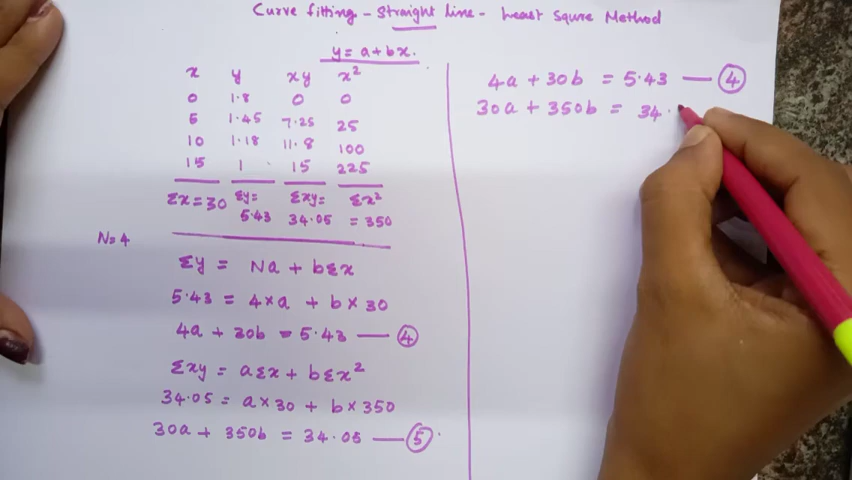 Curve fitting - Straight line - Least Squre Method
y = a + bx.
x y xy x²
0 1.8 0 0
5 1.45 7.25 25
10 1.18 11.8 100
15 1 15 225
Σx = 30 Σy = 5.43 Σxy = 34.05 Σx² = 350
N = 4
Σy = Na + bΣx
5.43 = 4×a + b×30
4a + 30b = 5.43 — ④
Σxy = aΣx + bΣx²
34.05 = a×30 + b×350
30a + 350b = 34.05 — ⑤
4a + 30b = 5.43 — ④
30a + 350b = 34.